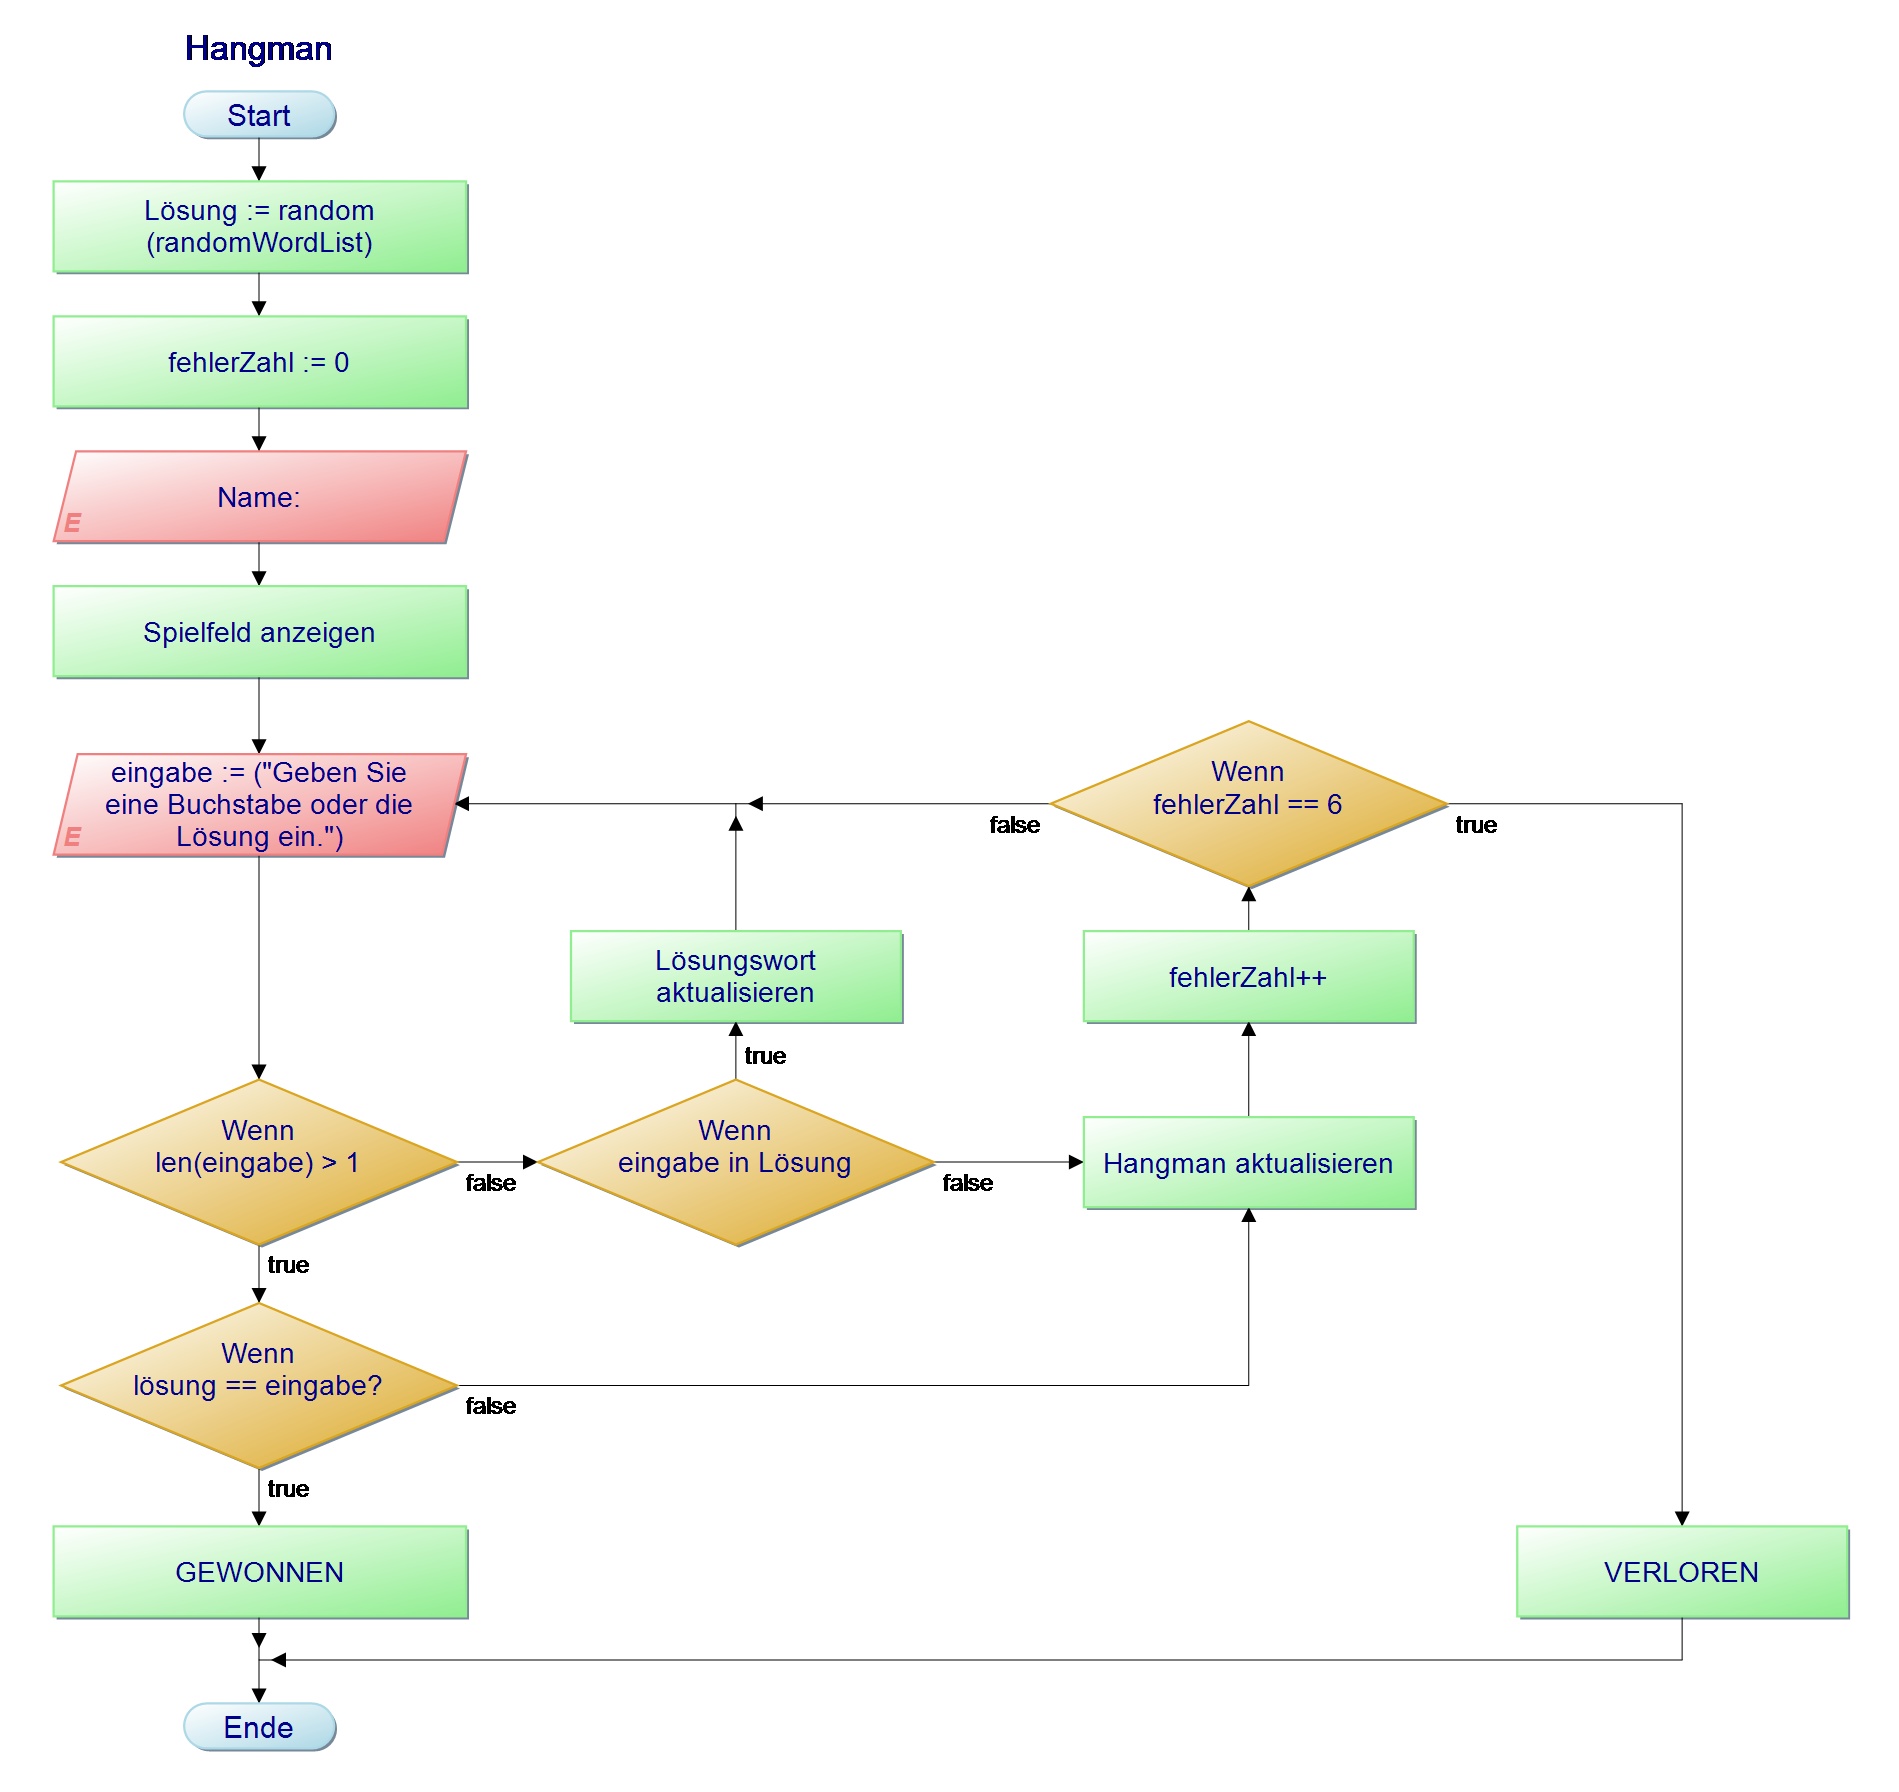 Hangman
Start
Lösung := random
(randomWordList)
fehlerZahl := 0
Name:
E
Spielfeld anzeigen
eingabe := ("Geben Sie
eine Buchstabe oder die
Lösung ein.")
E
Wenn
fehlerZahl == 6
false
true
Lösungswort
aktualisieren
fehlerZahl++
true
Wenn
len(eingabe) > 1
false
Wenn
eingabe in Lösung
false
Hangman aktualisieren
true
Wenn
lösung == eingabe?
false
true
GEWONNEN
VERLOREN
Ende